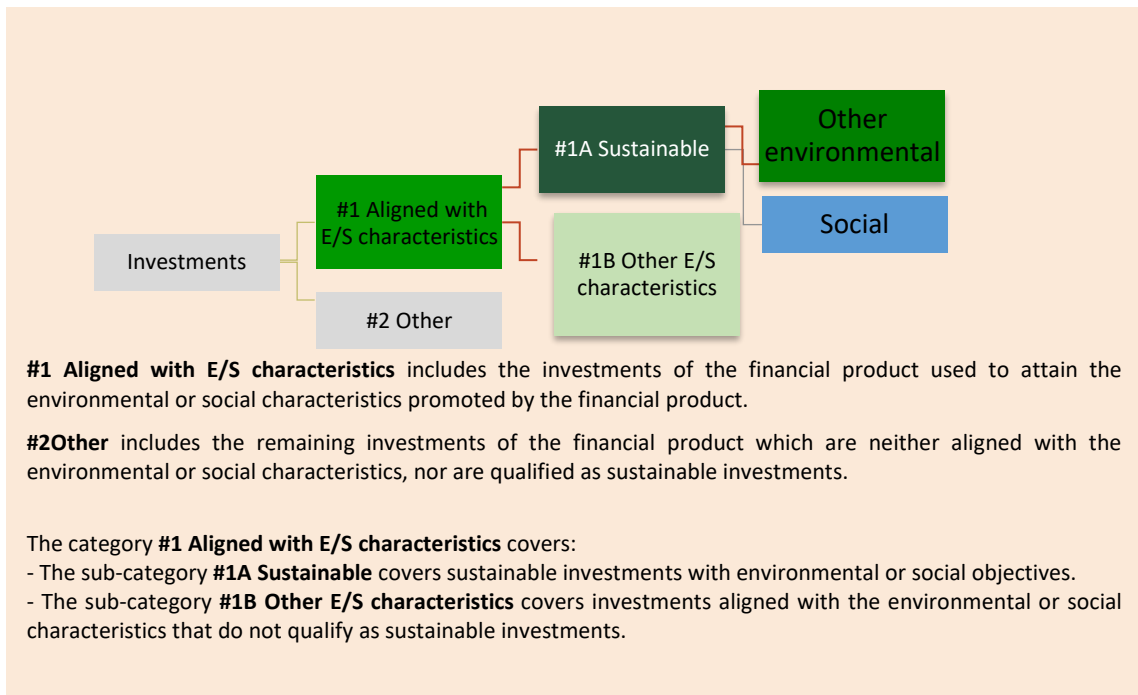 Other
environmental
#1A Sustainable
#1 Aligned with
E/S characteristics
Social
Investments
#1B Other E/S
characteristics
#2 Other
#1 Aligned with E/S characteristics includes the investments of the financial product used to attain the
environmental or social characteristics promoted by the financial product.
#2Other includes the remaining investments of the financial product which are neither aligned with the
environmental or social characteristics, nor are qualified as sustainable investments.
The category #1 Aligned with E/S characteristics covers:
- The sub-category #1A Sustainable covers sustainable investments with environmental or social objectives.
- The sub-category #1B Other E/S characteristics covers investments aligned with the environmental or social
characteristics that do not qualify as sustainable investments.